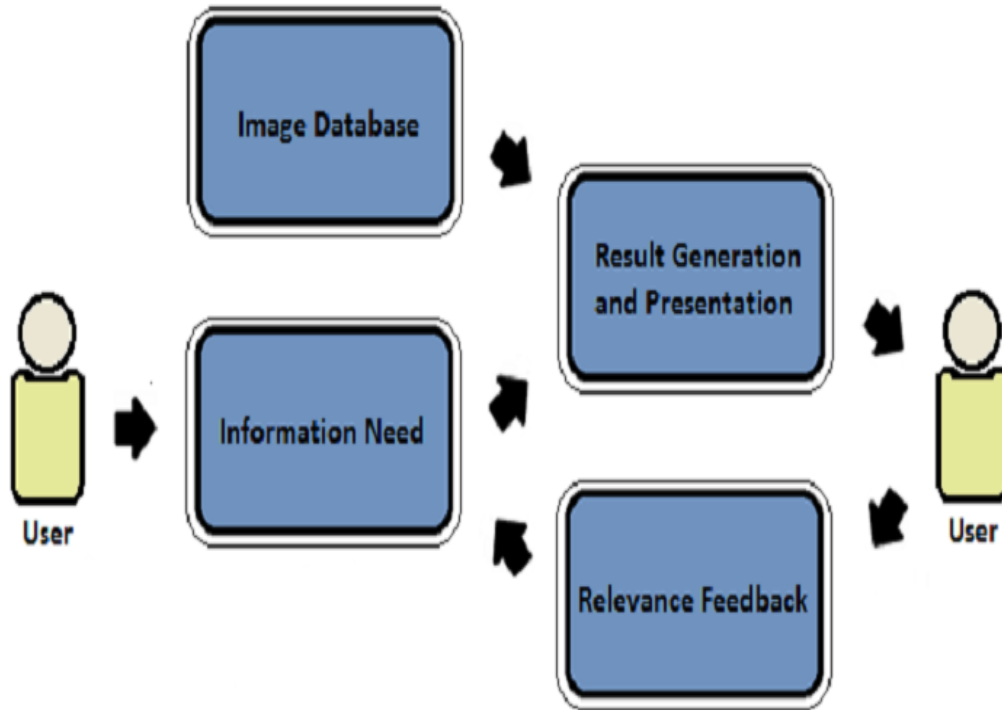 Image Database
Result Generation
and Presentation
Information Need
User
User
Relevance Feedback